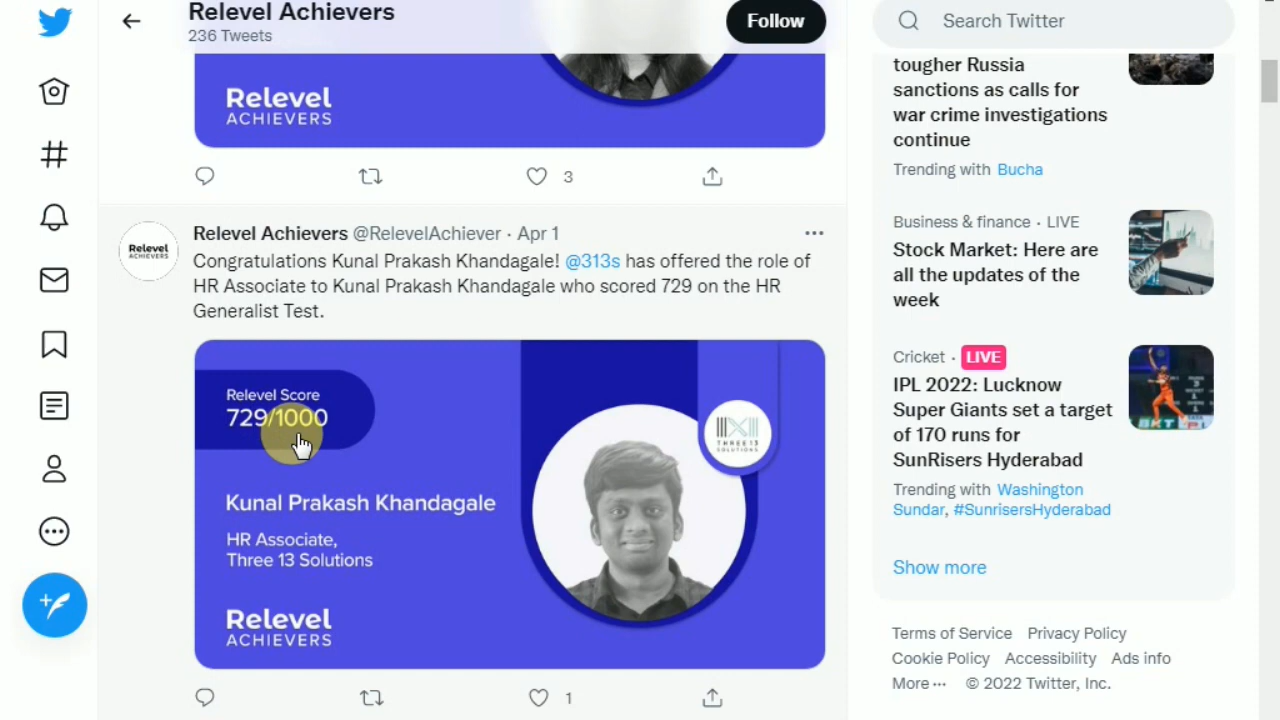 Relevel Achievers
236 Tweets
Follow
Relevel
ACHIEVERS
3
Relevel
ACHIEVERS
Relevel Achievers @RelevelAchiever · Apr 1
Congratulations Kunal Prakash Khandagale! @313s has offered the role of
HR Associate to Kunal Prakash Khandagale who scored 729 on the HR
Generalist Test.
Relevel Score
729/1000
THREE 13
SOLUTIONS
Kunal Prakash Khandagale
HR Associate,
Three 13 Solutions
Relevel
ACHIEVERS
1
Search Twitter
tougher Russia
sanctions as calls for
war crime investigations
continue
Trending with Bucha
Business & finance · LIVE
Stock Market: Here are
all the updates of the
week
Cricket · LIVE
IPL 2022: Lucknow
Super Giants set a target
of 170 runs for
SunRisers Hyderabad
Trending with Washington
Sundar, #SunrisersHyderabad
Show more
Terms of Service Privacy Policy
Cookie Policy Accessibility Ads info
More ··· © 2022 Twitter, Inc.